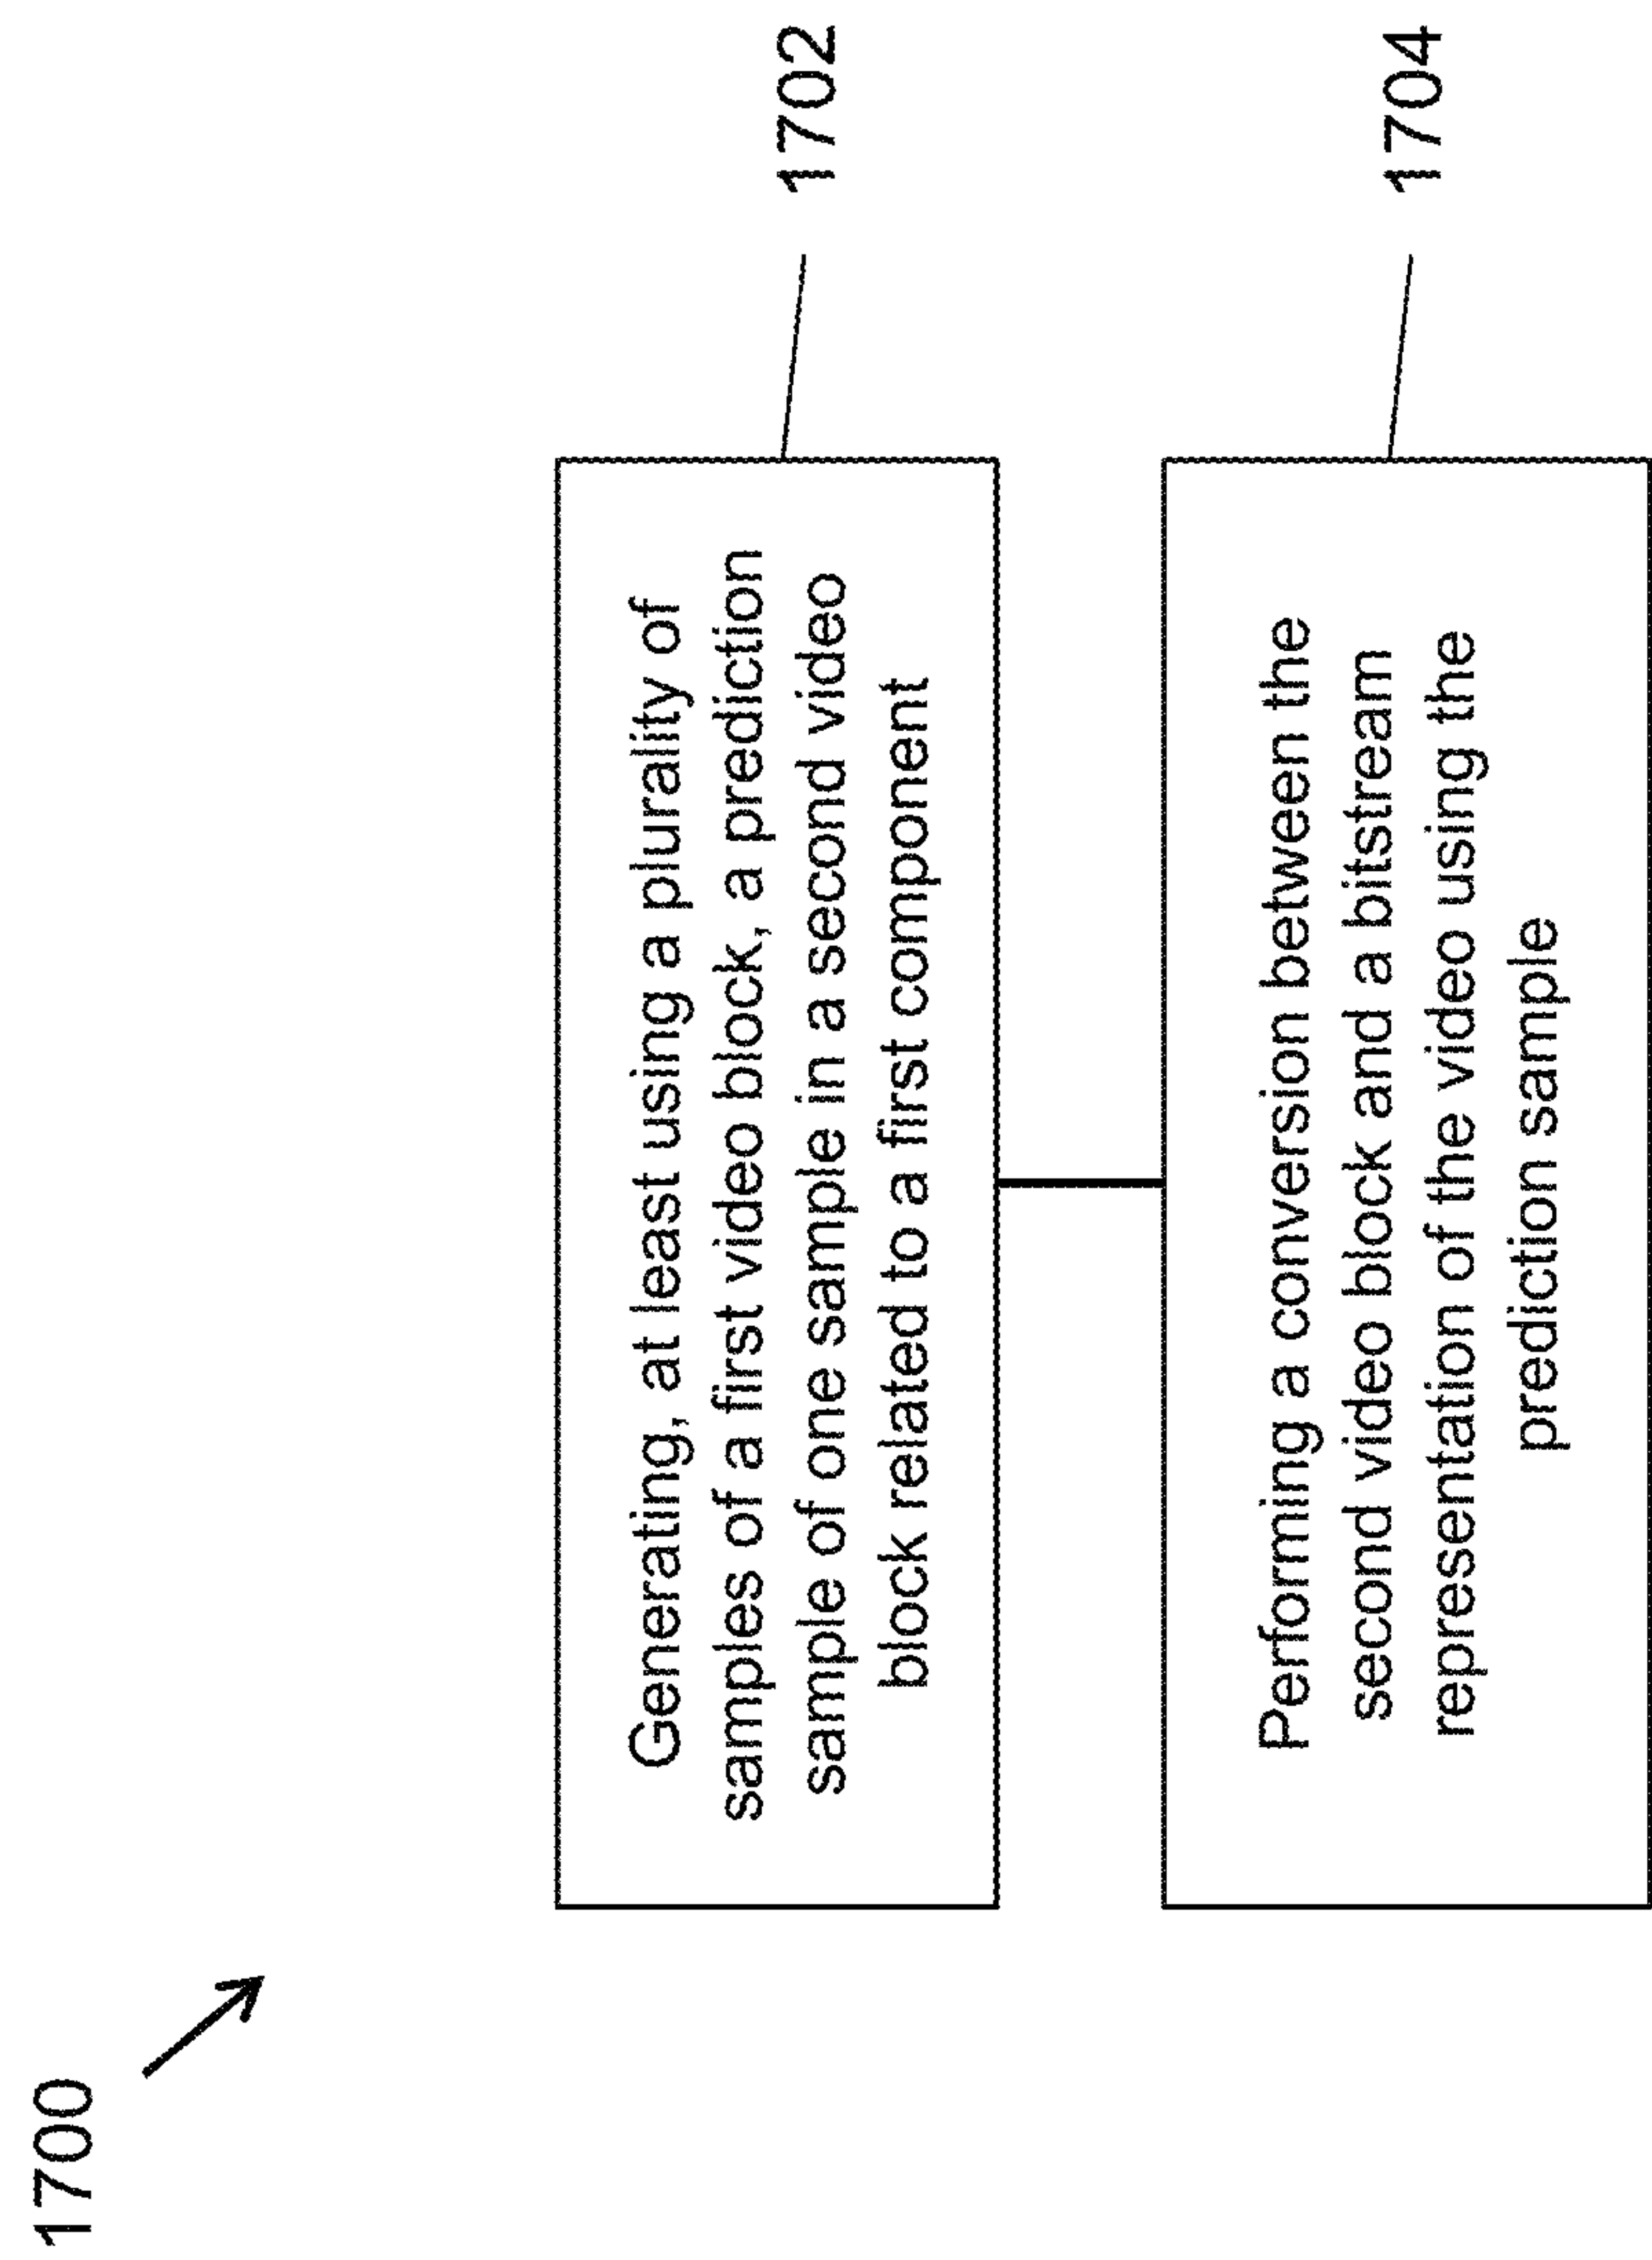 1700
Generating, at least using a plurality of
samples of a first video block, a prediction
sample of one sample in a second video
block related to a first component
1702
Performing a conversion between the
second video block and a bitstream
representation of the video using the
prediction sample
1704